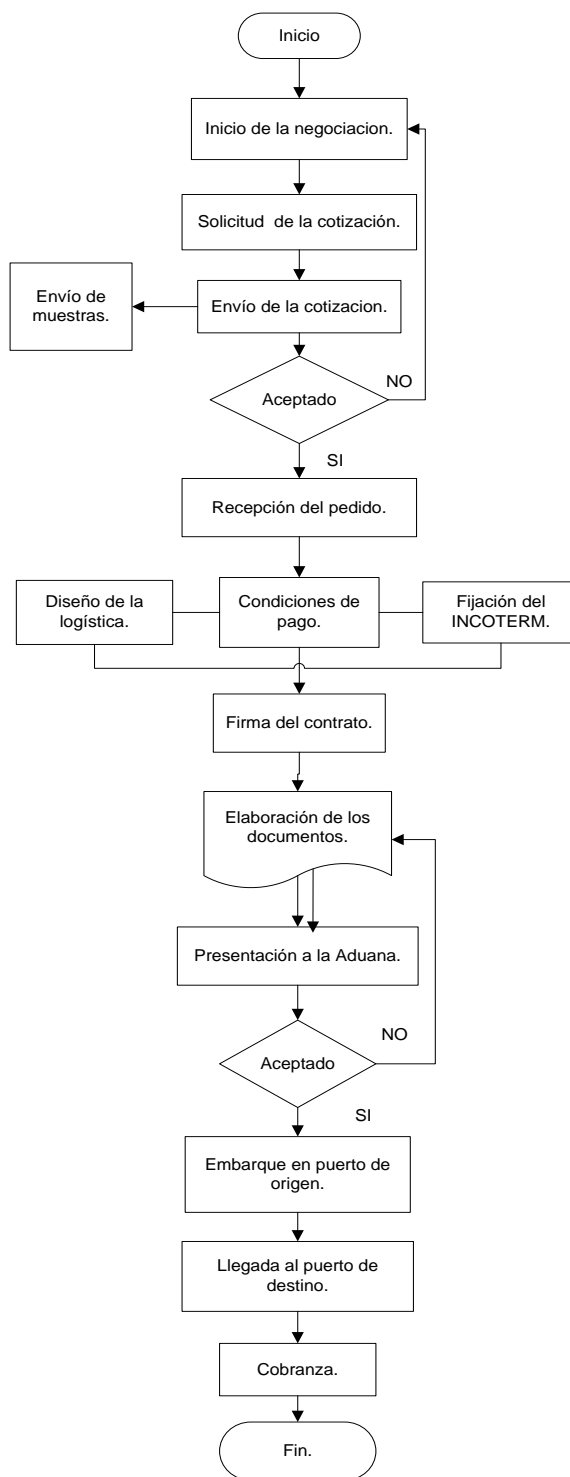 Inicio
Inicio de la negociacion.
Solicitud de la cotización.
Envío de
muestras.
Envío de la cotizacion.
NO
Aceptado
SI
Recepción del pedido.
Diseño de la
logística.
Condiciones de
pago.
Fijación del
INCOTERM.
Firma del contrato.
Elaboración de los
documentos.
Presentación a la Aduana.
NO
Aceptado
SI
Embarque en puerto de
origen.
Llegada al puerto de
destino.
Cobranza.
Fin.